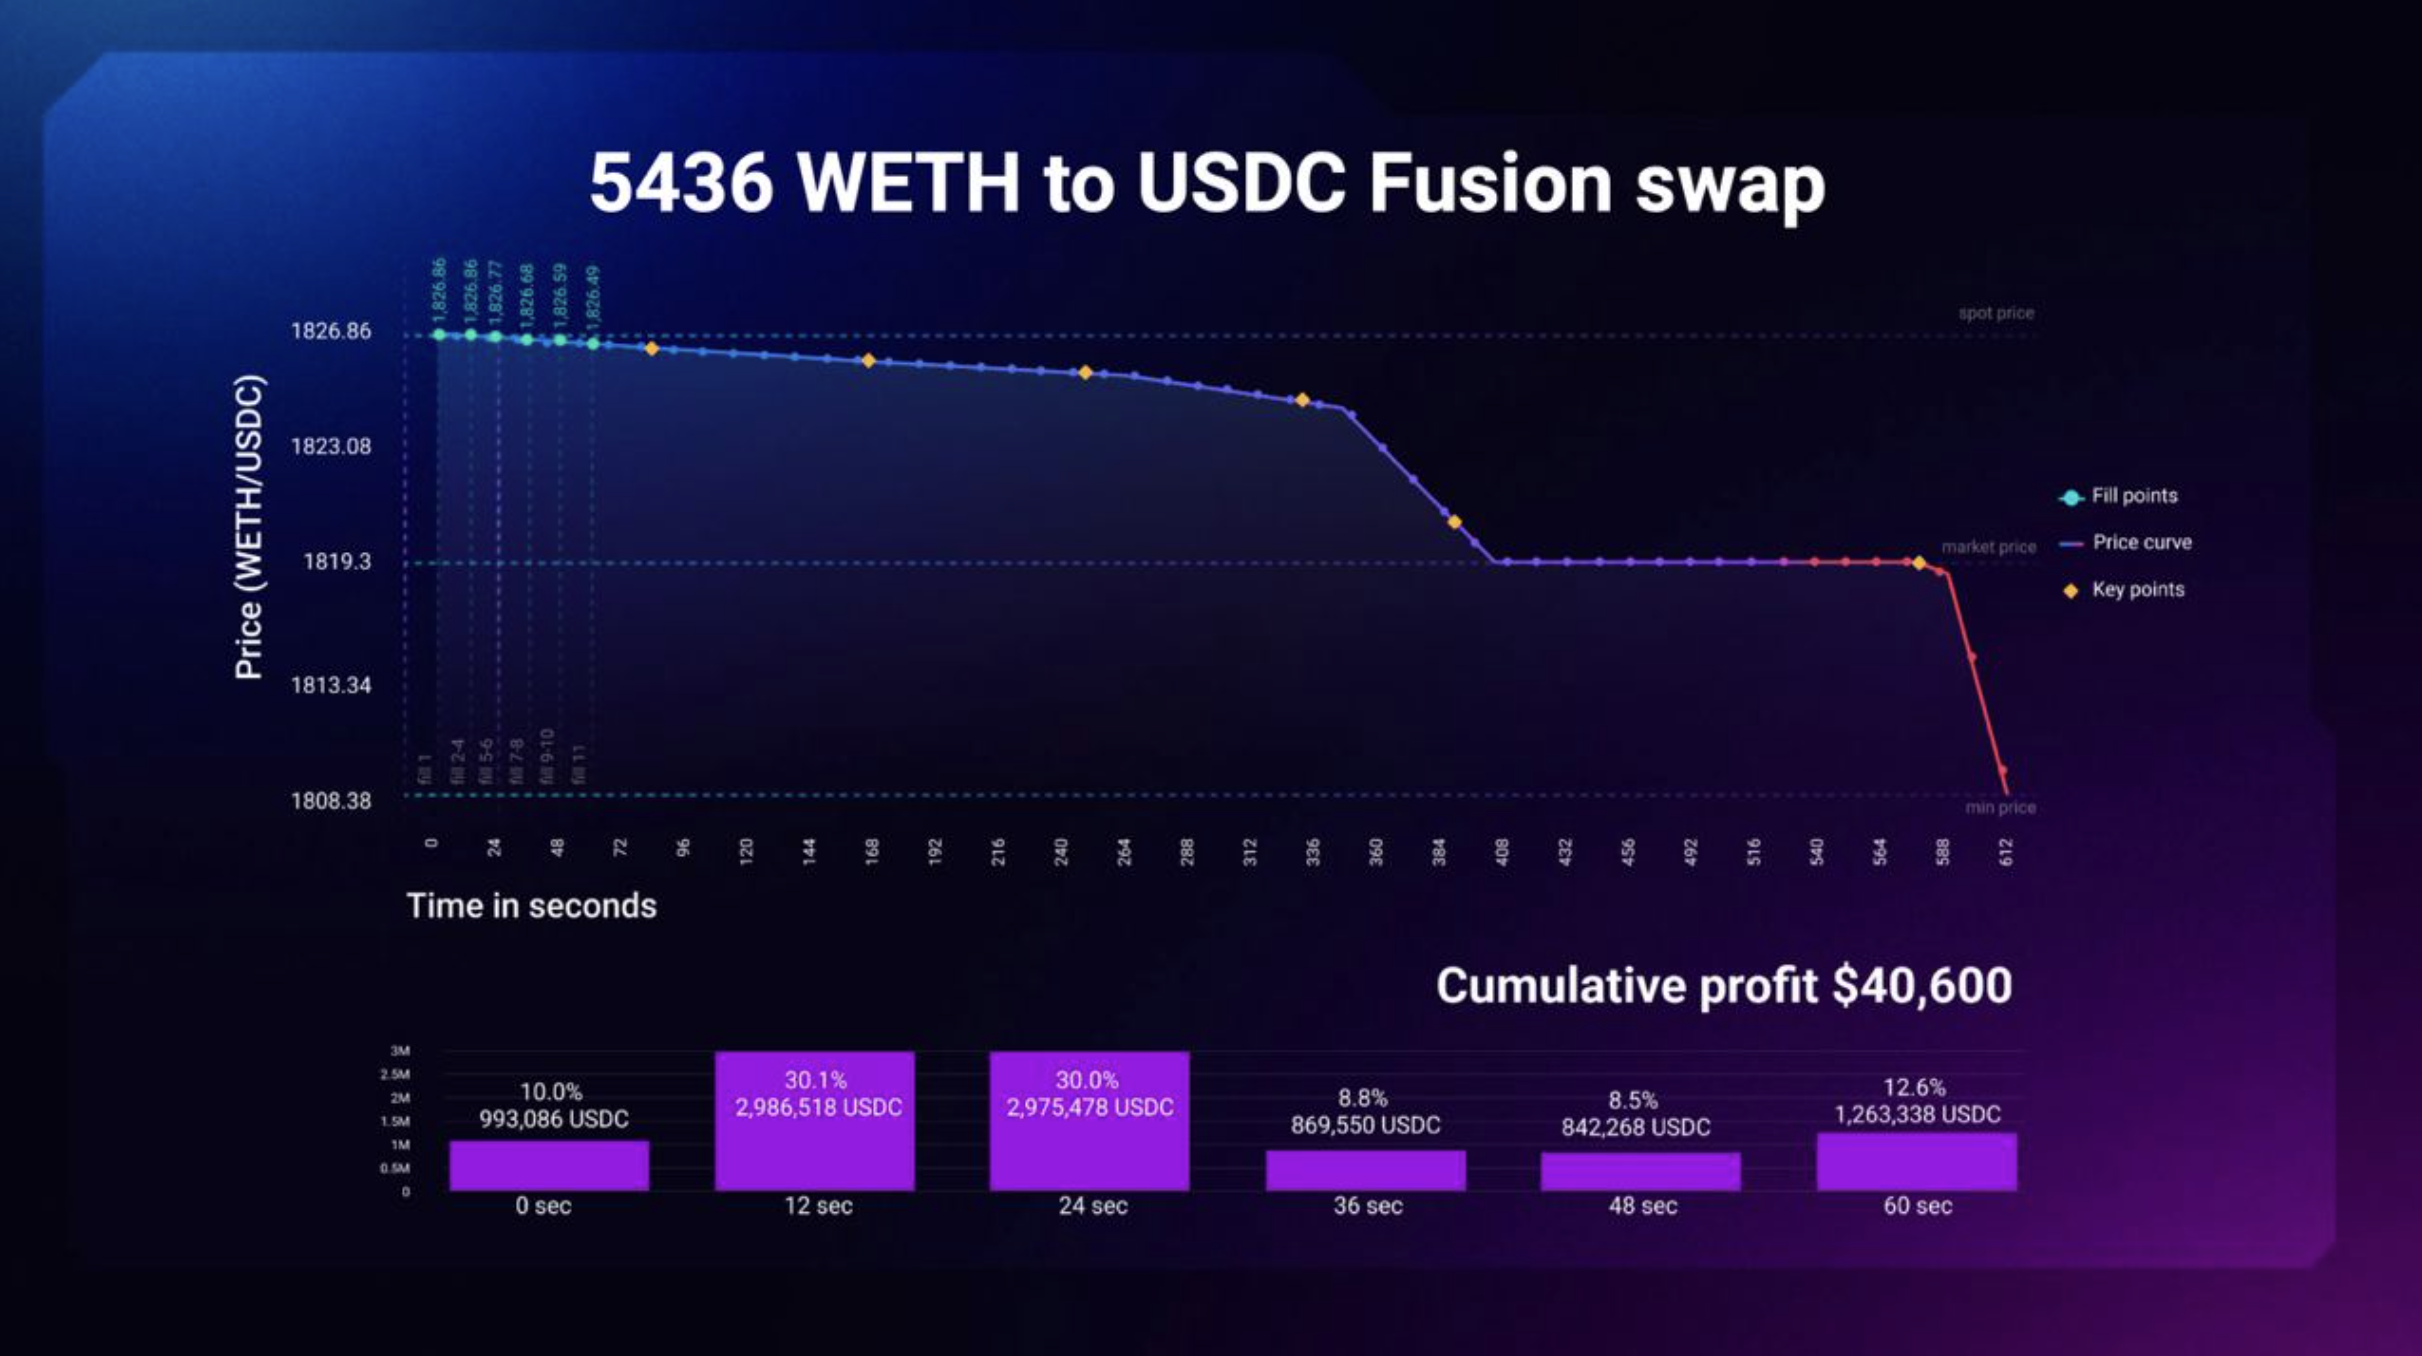 5436 WETH to USDC Fusion swap
1,826.86
1,826.86
1,826.77
1,826.68
1,826.59
1,826.49
spot price
1826.86
1823.08
1819.3
1813.34
1808.38
Price (WETH/USDC)
market price
min price
Fill points
Price curve
Key points
fill 1
fill 2-4
fill 5-6
fill 7-8
fill 9-10
fill 11
0
24
48
72
96
120
144
168
192
216
240
264
288
312
336
360
384
408
432
456
492
516
540
564
588
612
Time in seconds
Cumulative profit $40,600
3M
2.5M
2M
1.5M
1M
0.5M
0
10.0%
993,086 USDC
30.1%
2,986,518 USDC
30.0%
2,975,478 USDC
8.8%
869,550 USDC
8.5%
842,268 USDC
12.6%
1,263,338 USDC
0 sec
12 sec
24 sec
36 sec
48 sec
60 sec